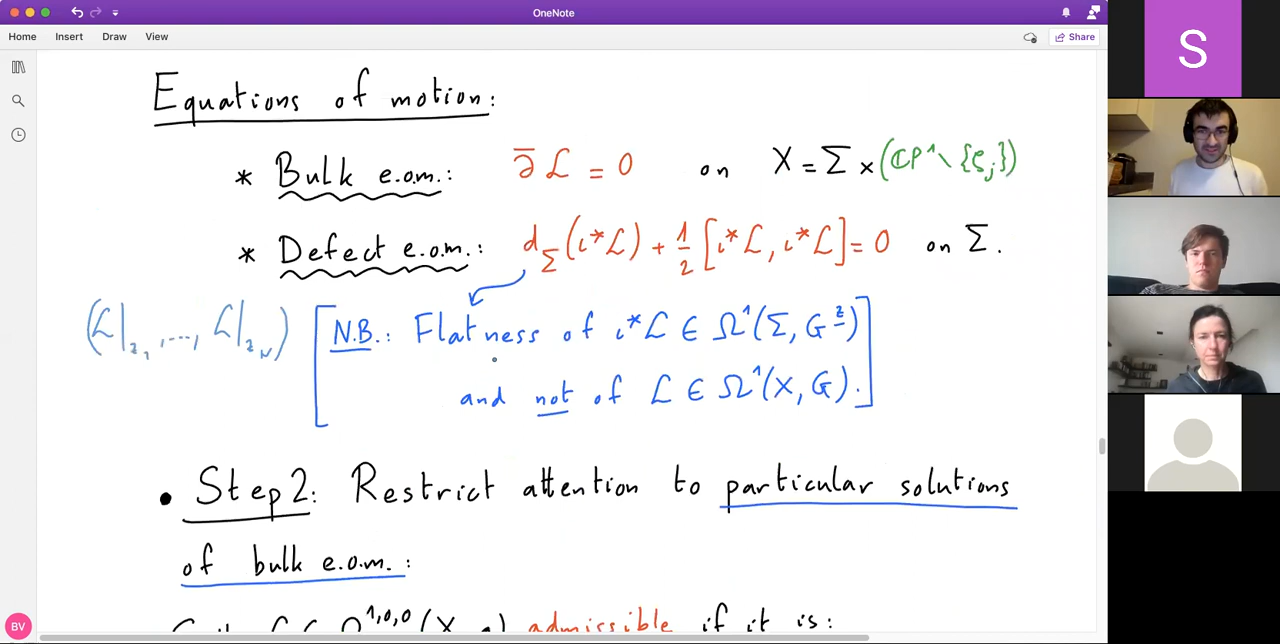 OneNote
Home Insert Draw View
Share
Equations of motion:
* Bulk e.o.m.: ∂̄ ℒ = 0 on X = Σ × (ℂP¹ \ {ζⱼ})
* Defect e.o.m.: d_Σ(ι*ℒ) + 1/2 [ι*ℒ, ι*ℒ] = 0 on Σ.
(ℒ|_{z₁}, ..., ℒ|_{z_N})
[N.B.: Flatness of ι*ℒ ∈ Ω¹(Σ, G^{z})
and not of ℒ ∈ Ω¹(X, G).]
• Step 2: Restrict attention to particular solutions
of bulk e.o.m.:
admissible if it is:
S
BV